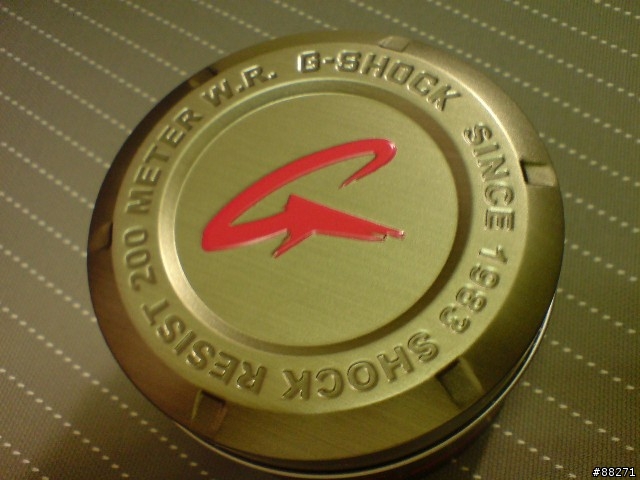 G-SHOCK SINCE 1983 SHOCK RESIST 200 METER W.R.
G
#88271